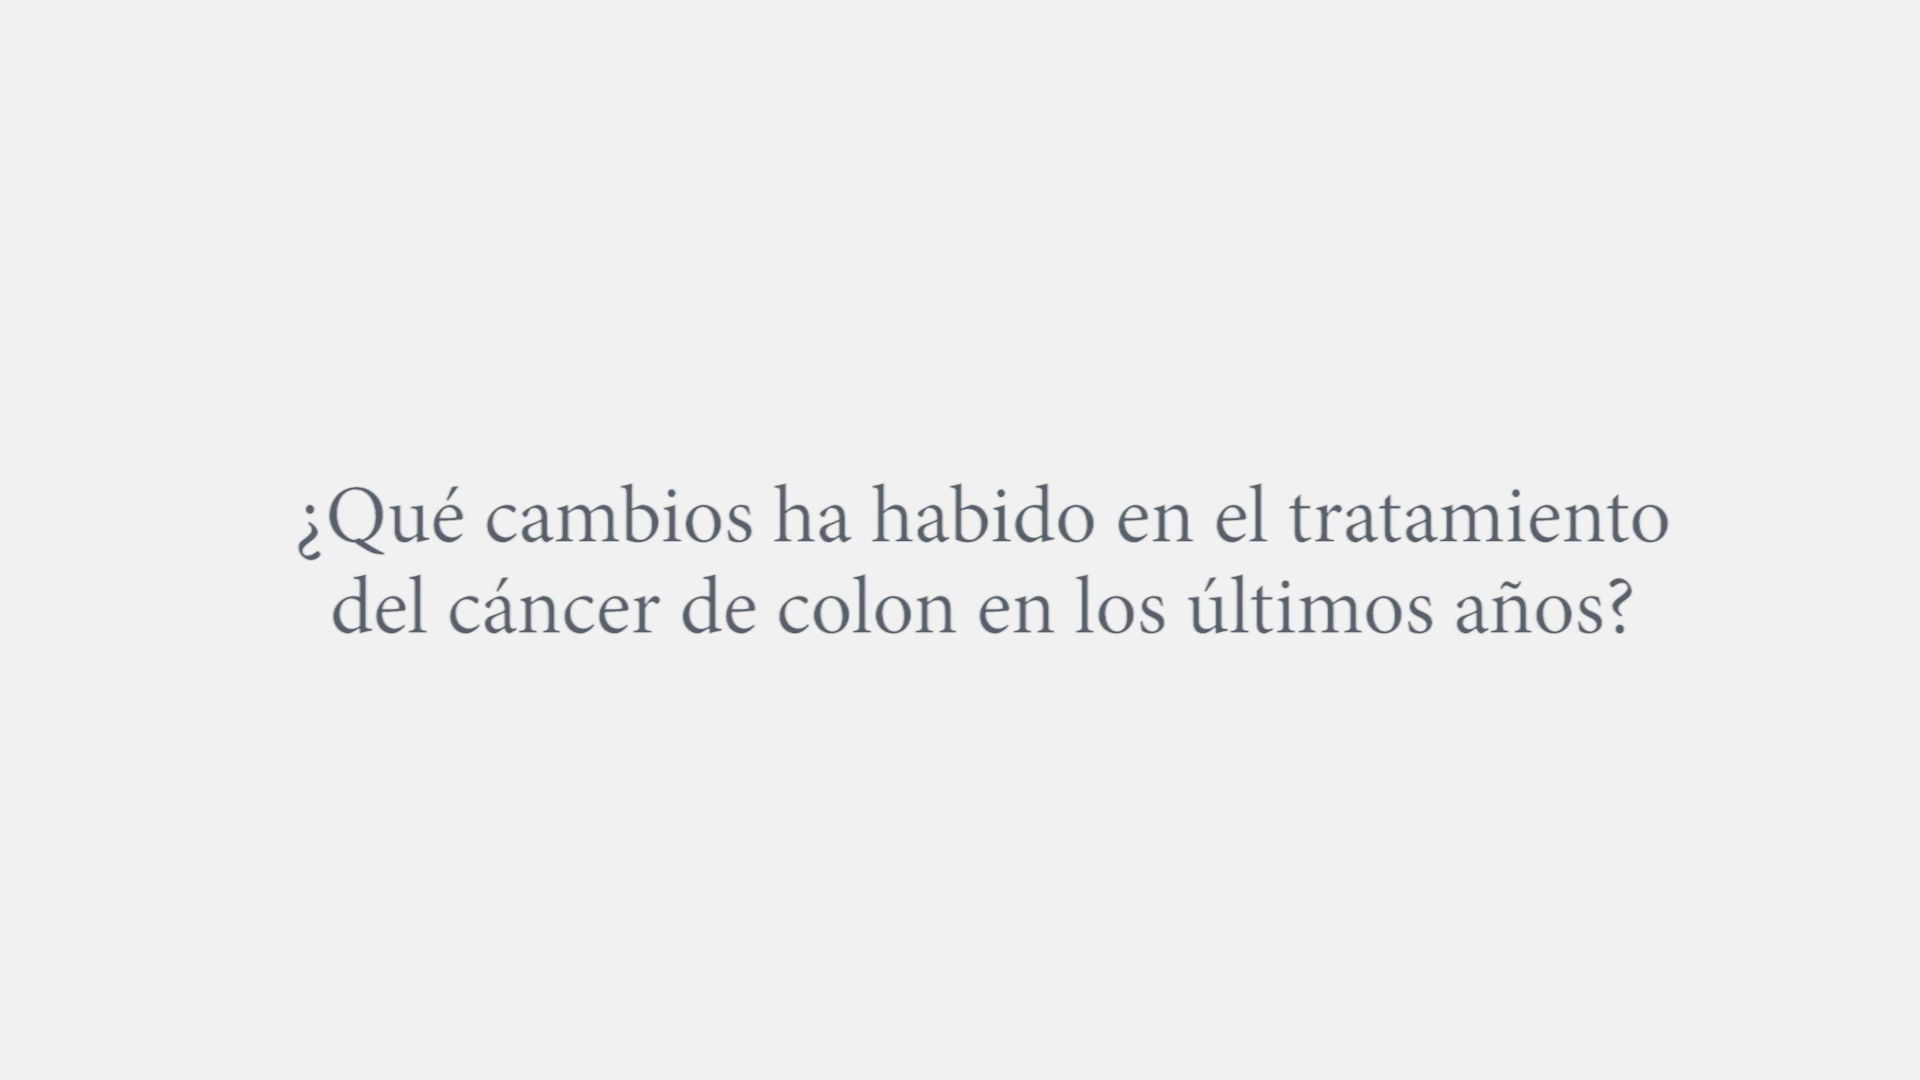 ¿Qué cambios ha habido en el tratamiento
del cáncer de colon en los últimos años?